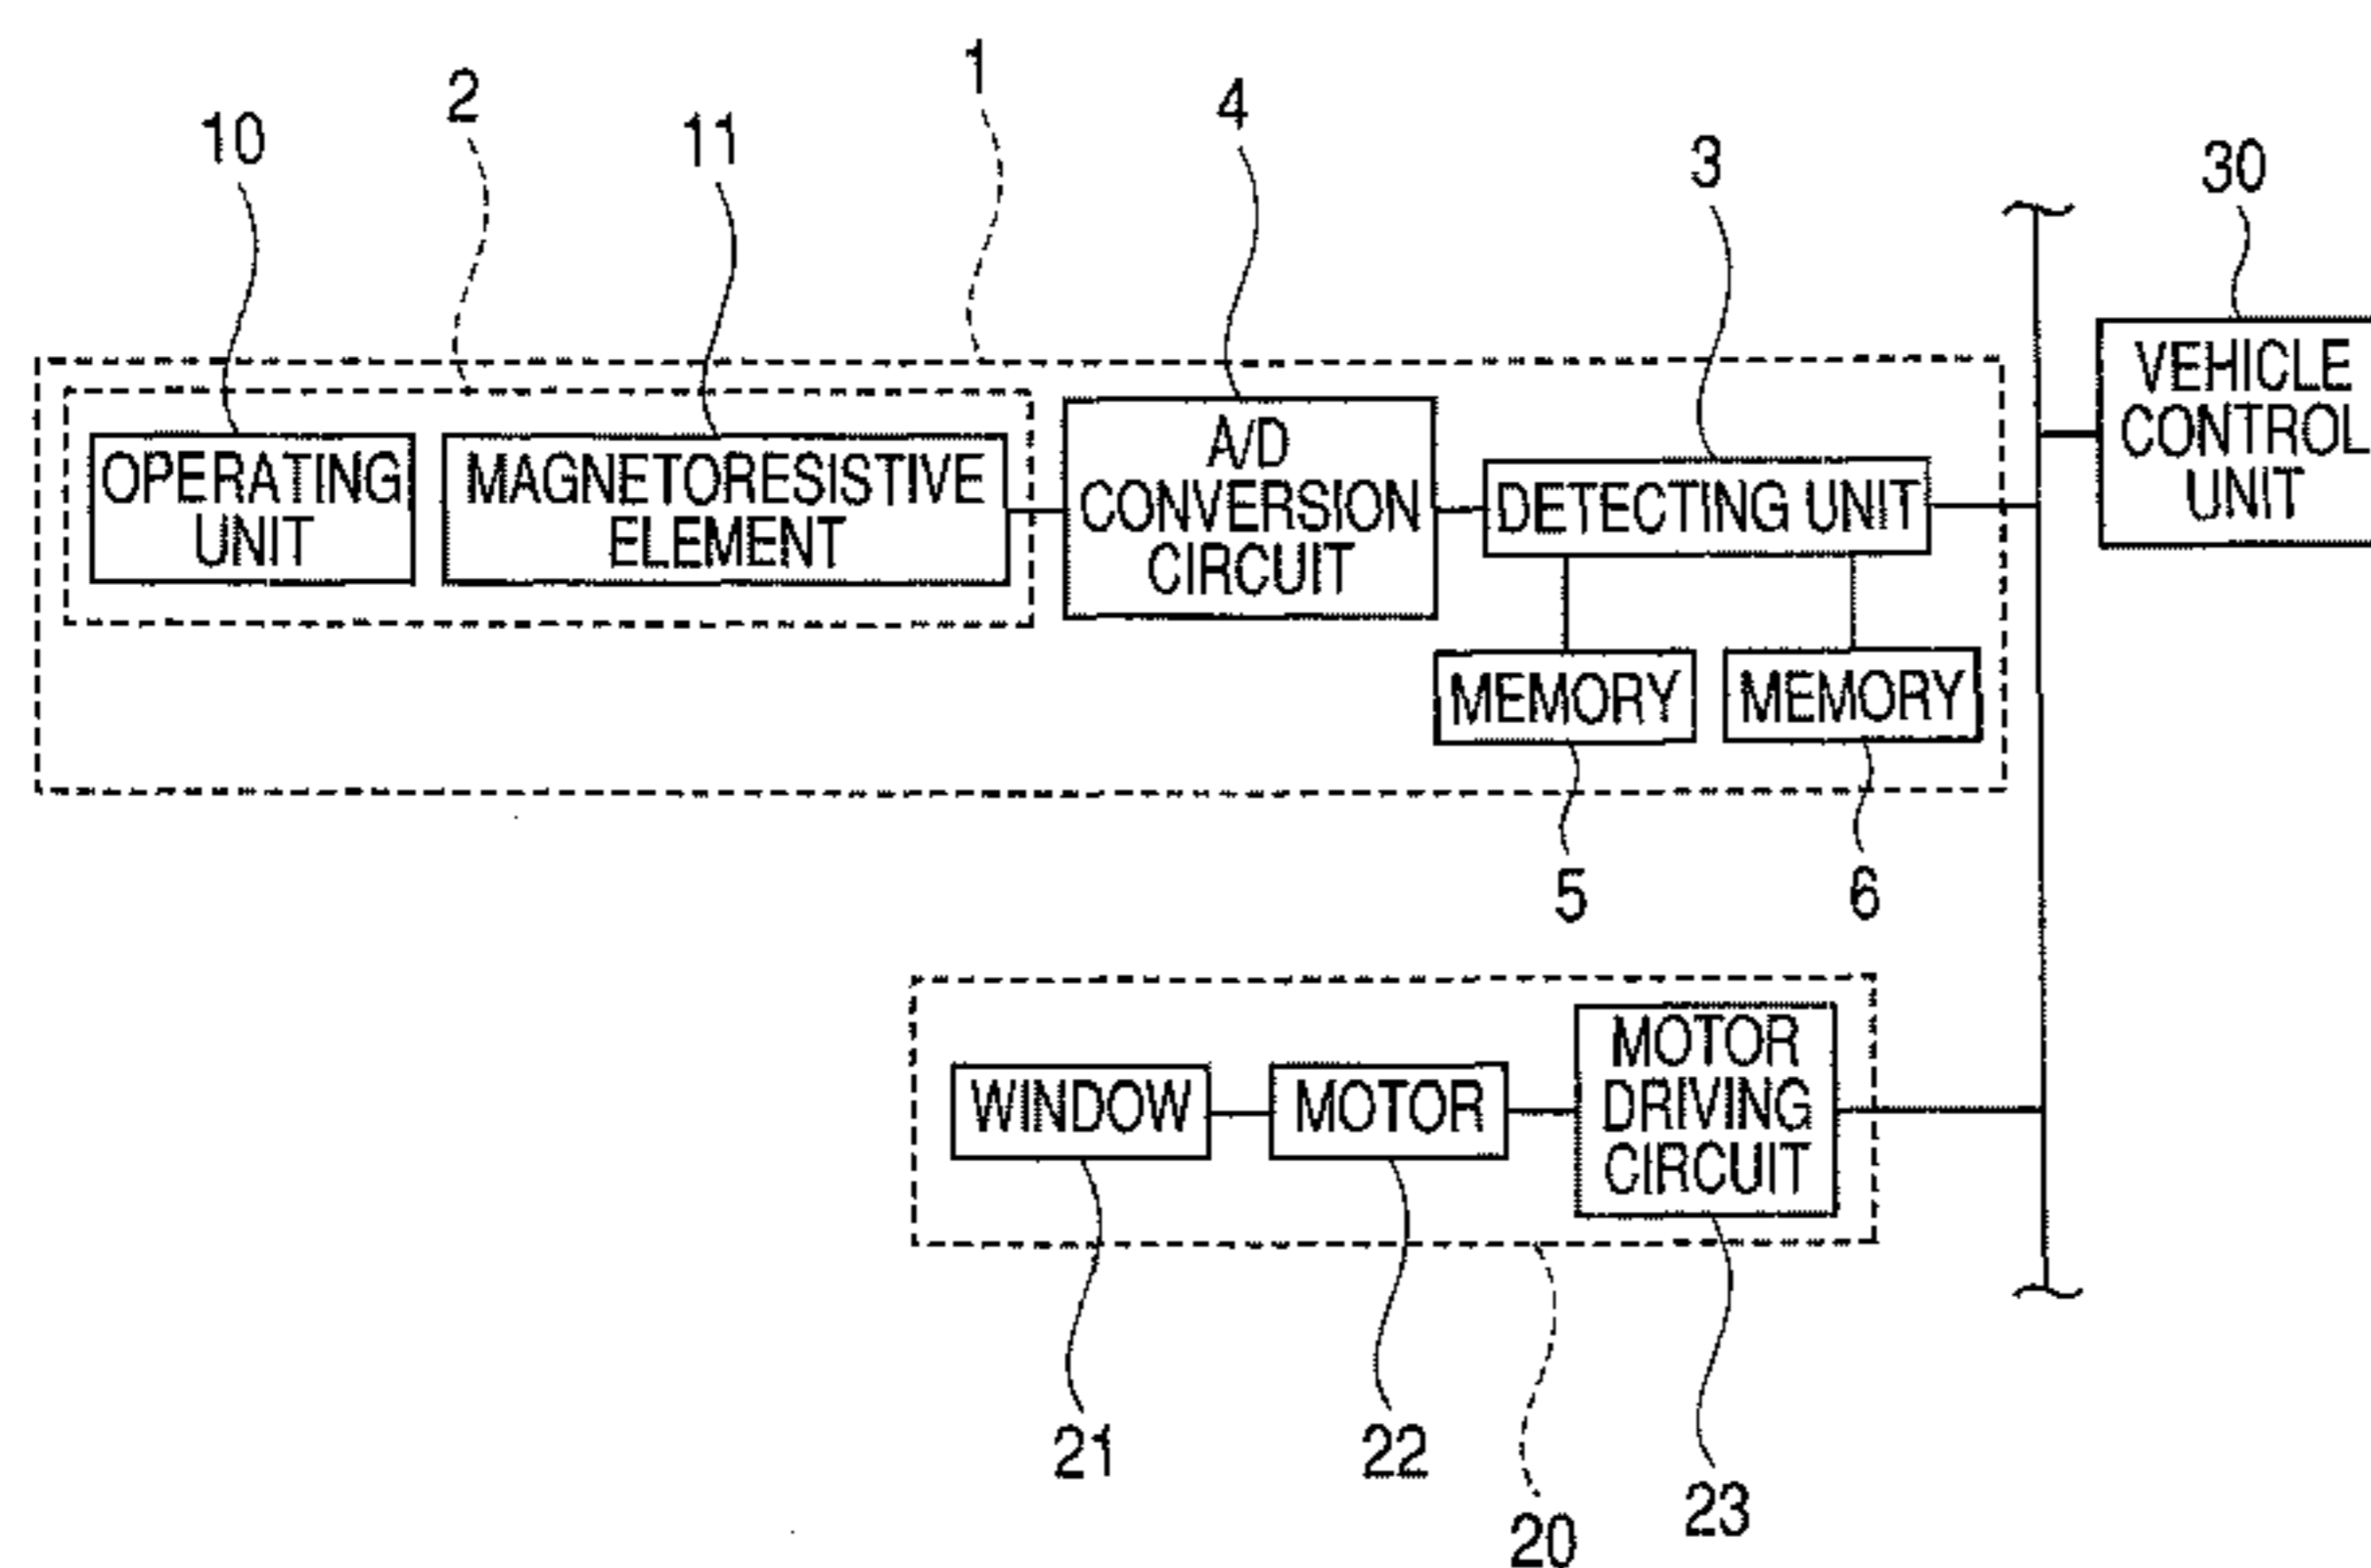 1
2
4
10
11
3
30
OPERATING
UNIT
MAGNETORESISTIVE
ELEMENT
A/D
CONVERSION
CIRCUIT
DETECTING UNIT
VEHICLE
CONTROL
UNIT
MEMORY
MEMORY
5
6
WINDOW
MOTOR
MOTOR
DRIVING
CIRCUIT
21
22
23
20